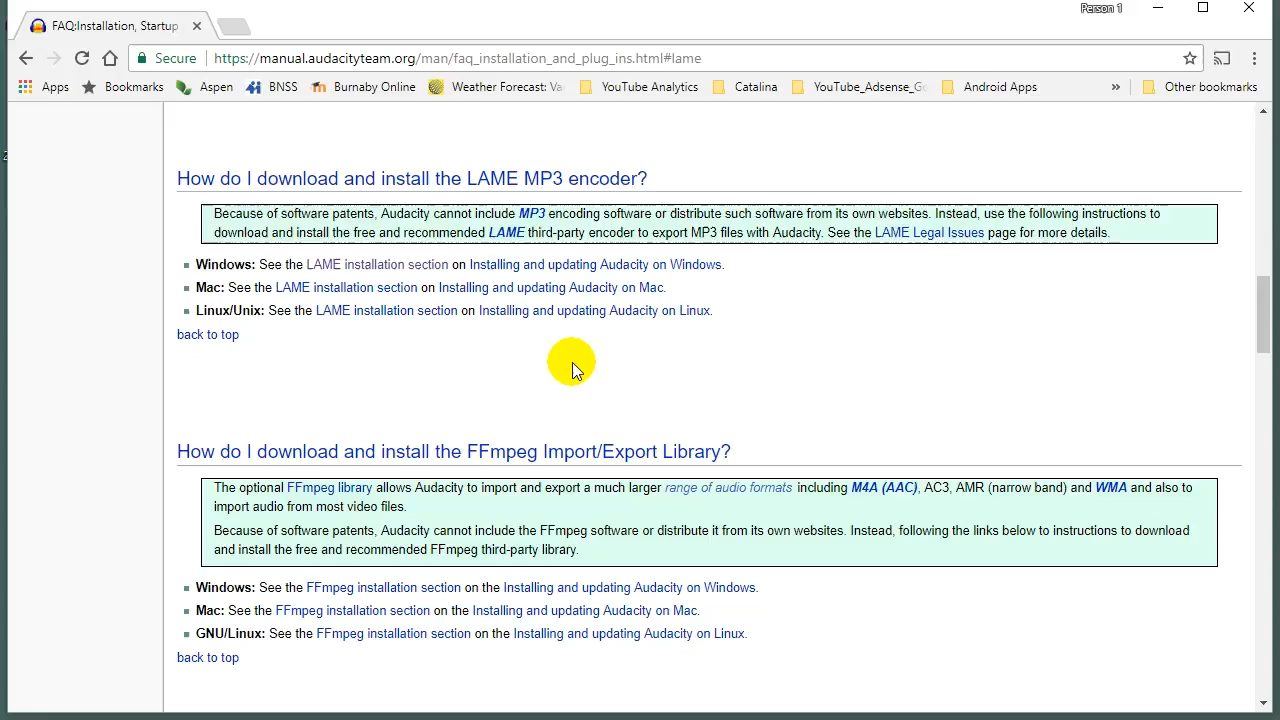 Person 1
FAQ:Installation, Startup
Secure
https://manual.audacityteam.org/man/faq_installation_and_plug_ins.html#lame
Apps Bookmarks Aspen BNSS Burnaby Online Weather Forecast: Va YouTube Analytics Catalina YouTube_Adsense_Go Android Apps » Other bookmarks
How do I download and install the LAME MP3 encoder?
Because of software patents, Audacity cannot include MP3 encoding software or distribute such software from its own websites. Instead, use the following instructions to
download and install the free and recommended LAME third-party encoder to export MP3 files with Audacity. See the LAME Legal Issues page for more details.
Windows: See the LAME installation section on Installing and updating Audacity on Windows.
Mac: See the LAME installation section on Installing and updating Audacity on Mac.
Linux/Unix: See the LAME installation section on Installing and updating Audacity on Linux.
back to top
How do I download and install the FFmpeg Import/Export Library?
The optional FFmpeg library allows Audacity to import and export a much larger range of audio formats including M4A (AAC), AC3, AMR (narrow band) and WMA and also to
import audio from most video files.
Because of software patents, Audacity cannot include the FFmpeg software or distribute it from its own websites. Instead, following the links below to instructions to download
and install the free and recommended FFmpeg third-party library.
Windows: See the FFmpeg installation section on the Installing and updating Audacity on Windows.
Mac: See the FFmpeg installation section on the Installing and updating Audacity on Mac.
GNU/Linux: See the FFmpeg installation section on the Installing and updating Audacity on Linux.
back to top